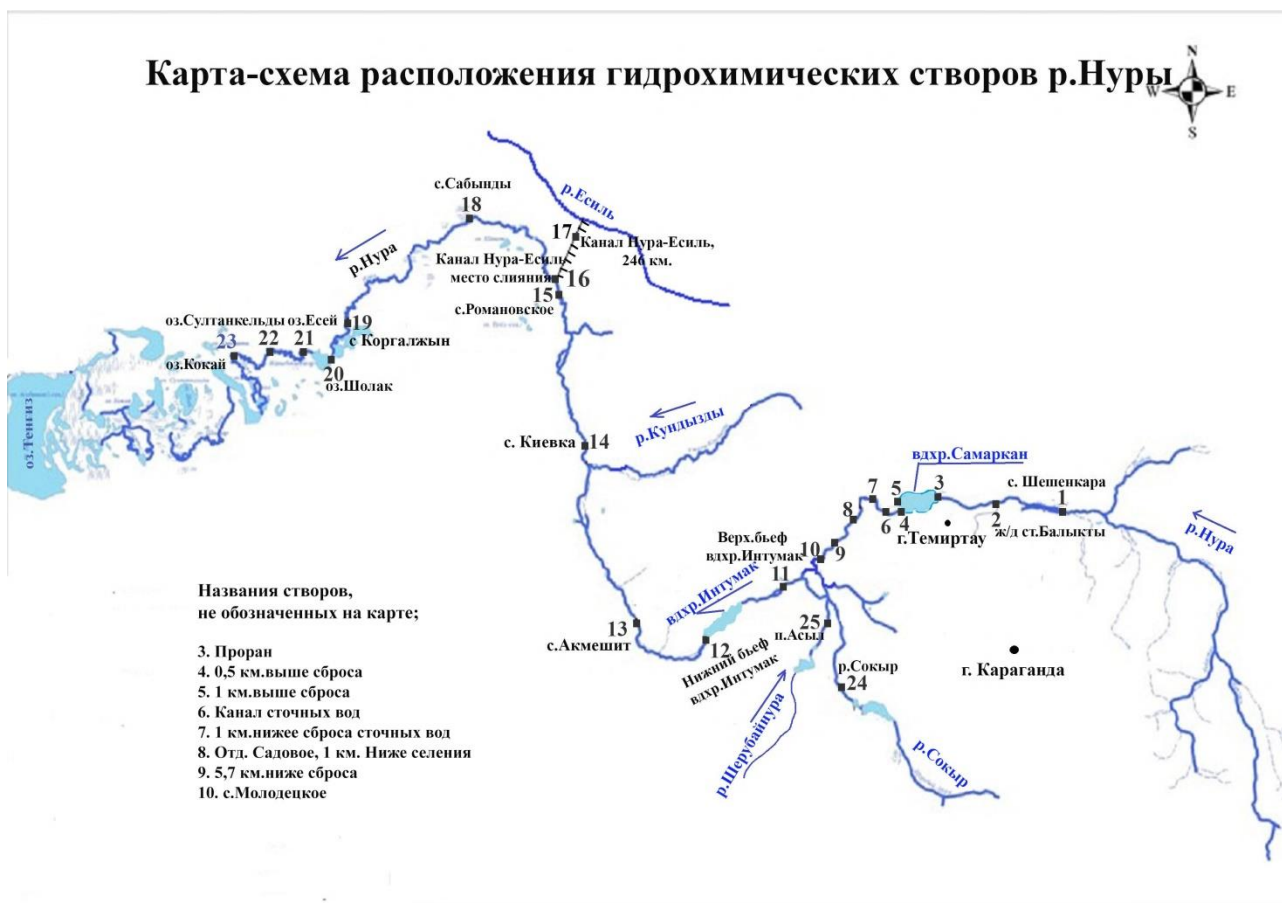 Карта-схема расположения гидрохимических створов р.Нуры
N
W
E
S
с.Сабынды
18
р.Есиль
17
Канал Нура-Есиль,
246 км.
р.Нура
Канал Нура-Есиль
место слияния
16
15
с.Романовское
оз.Султанкельды
оз.Есей
19
с Коргалжын
23
22
21
оз.Кокай
20
оз.Шолак
оз.Тенгиз
р.Кундызды
с. Киевка
14
вдхр.Самаркан
с. Шешенкара
7
5
3
1
8
6
4
2
г.Темиртау
ж/д ст.Балыкты
р.Нура
Верх.бьеф
вдхр.Интумак
10
9
11
вдхр.Интумак
13
с.Акмешит
12
25
п.Асыл
Нижний бьеф
вдхр.Интумак
р.Сокыр
24
г. Караганда
р.Шерубайнура
р.Сокыр
Названия створов,
не обозначенных на карте;
3. Проран
4. 0,5 км.выше сброса
5. 1 км.выше сброса
6. Канал сточных вод
7. 1 км.нижее сброса сточных вод
8. Отд. Садовое, 1 км. Ниже селения
9. 5,7 км.ниже сброса
10. с.Молодецкое